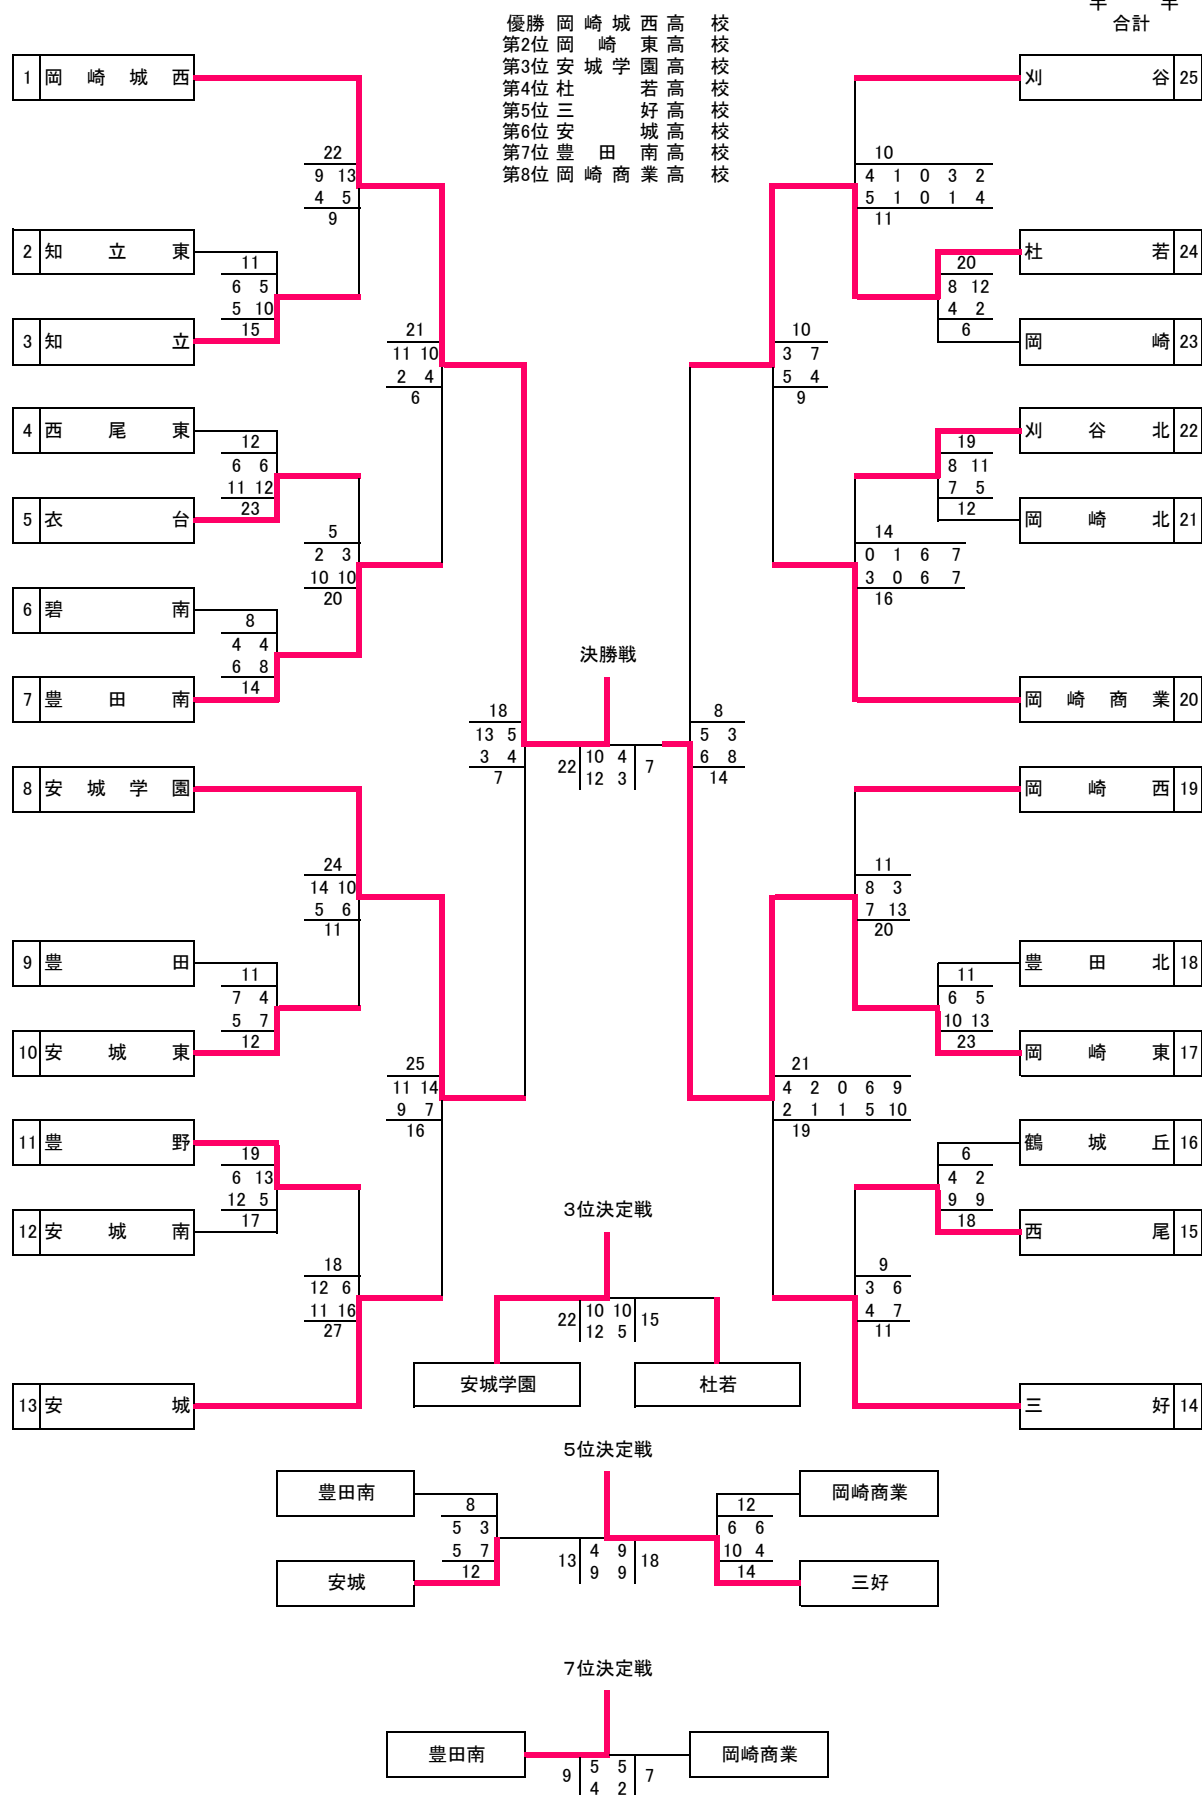 半 半
合計
優勝 岡崎城西高校
第2位 岡崎東高校
第3位 安城学園高校
第4位 杜若高校
第5位 三好高校
第6位 安城高校
第7位 豊田南高校
第8位 岡崎商業高校
1 岡崎城西
刈谷 25
22
9 13
4 5
9
10
4 1 0 3 2
5 1 0 1 4
11
2 知立東
杜若 24
11
6 5
5 10
15
20
8 12
4 2
6
3 知立
岡崎 23
21
11 10
2 4
6
10
3 7
5 4
9
4 西尾東
刈谷北 22
12
6 6
11 12
23
19
8 11
7 5
12
5 衣台
岡崎北 21
5
2 3
10 10
20
14
0 1 6 7
3 0 6 7
16
6 碧南
8
4 4
6 8
14
決勝戦
7 豊田南
岡崎商業 20
18
13 5
3 4
7
22 10 4 7
12 3
8
5 3
6 8
14
8 安城学園
岡崎西 19
24
14 10
5 6
11
11
8 3
7 13
20
9 豊田
豊田北 18
11
7 4
5 7
12
11
6 5
10 13
23
10 安城東
岡崎東 17
25
11 14
9 7
16
21
4 2 0 6 9
2 1 1 5 10
19
11 豊野
鶴城丘 16
19
6 13
12 5
17
6
4 2
9 9
18
12 安城南
西尾 15
3位決定戦
18
12 6
11 16
27
9
3 6
4 7
11
22 10 10 15
12 5
安城学園 杜若
13 安城
三好 14
5位決定戦
豊田南 岡崎商業
8
5 3
5 7
12
12
6 6
10 4
14
13 4 9 18
9 9
安城 三好
7位決定戦
豊田南 岡崎商業
9 5 5 7
4 2